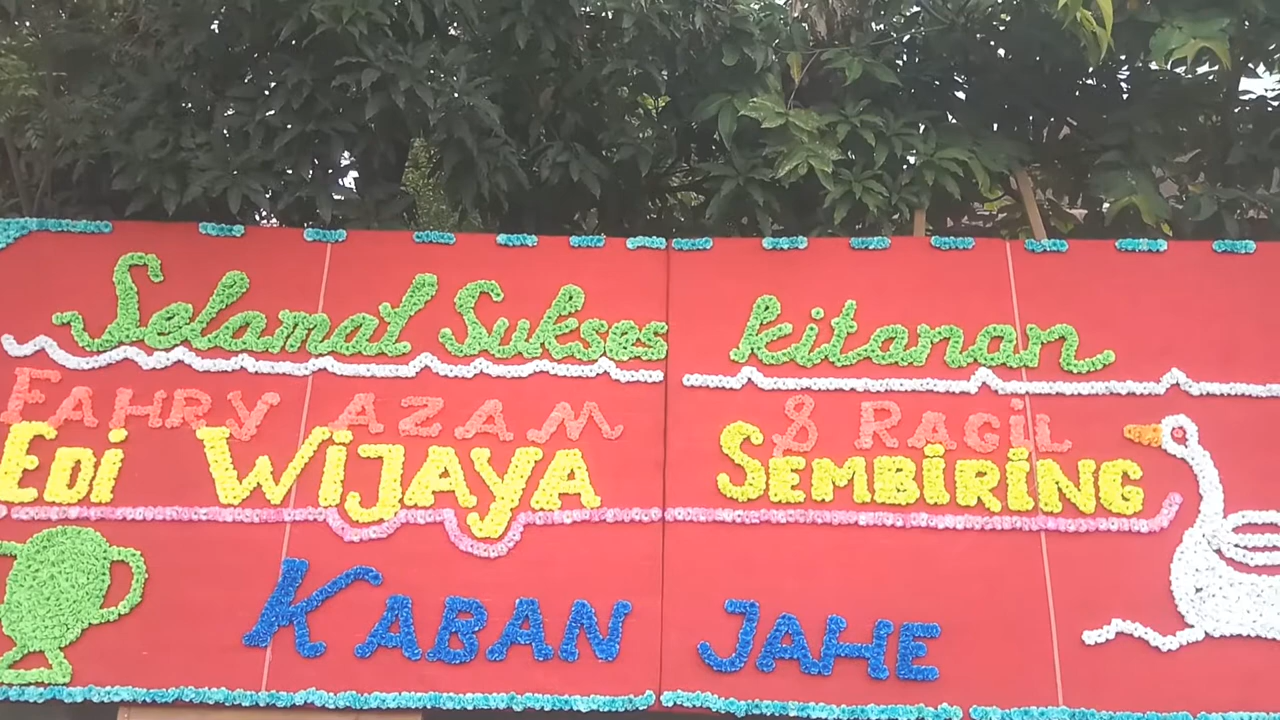 Selamat Sukses kitanan
FAHRY AZAM & RAGiL
EDi WiJAYA SEMBiRiNG
KABAN JAHE